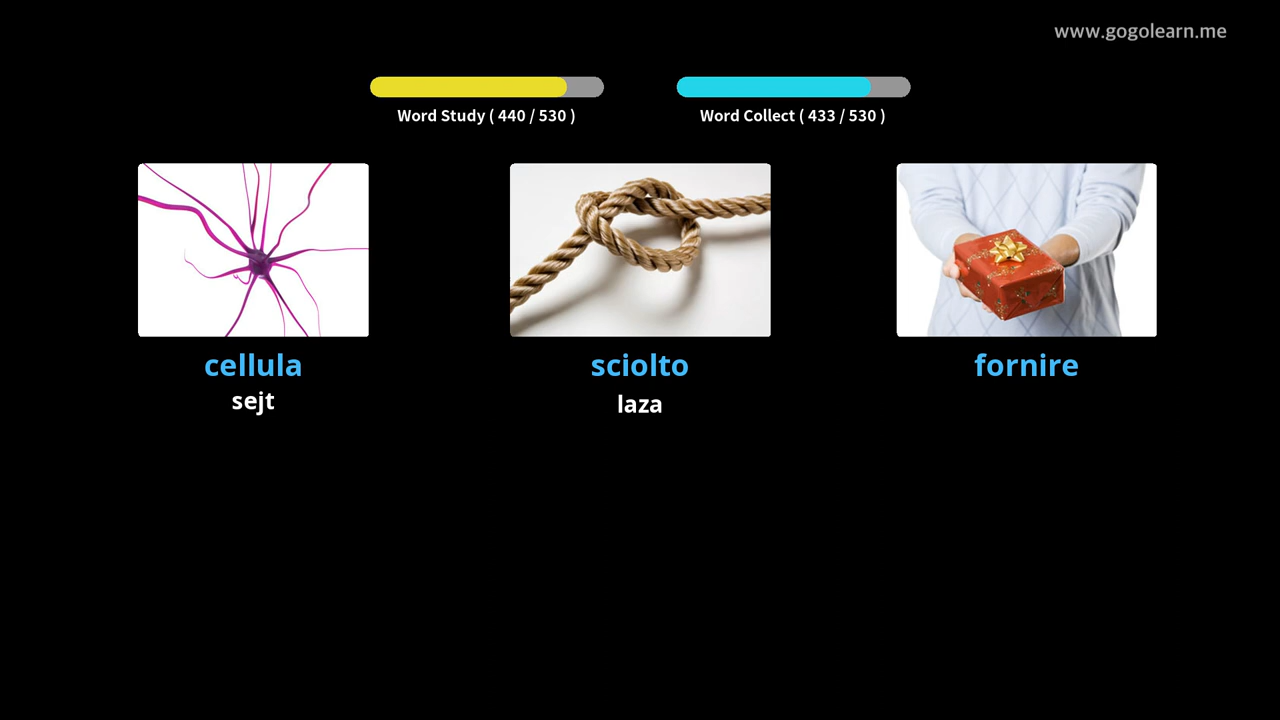 www.gogolearn.me
Word Study ( 440 / 530 )
Word Collect ( 433 / 530 )
cellula
sciolto
fornire
sejt
laza